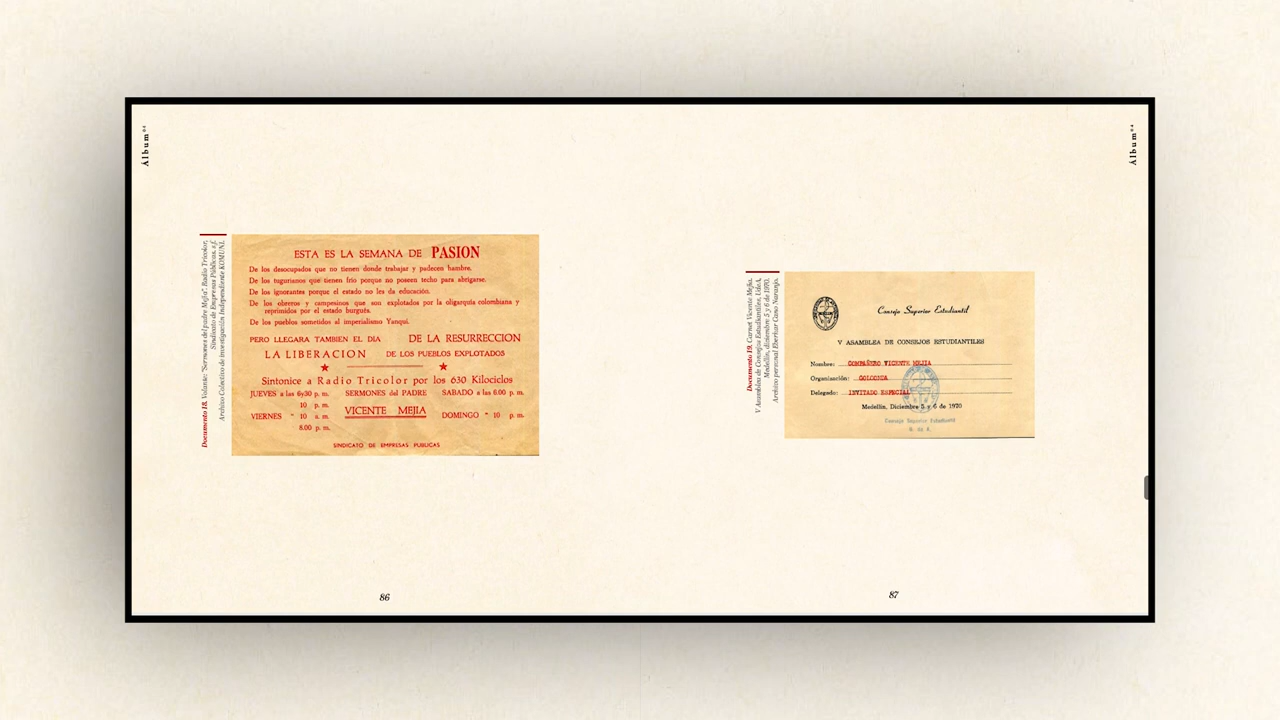 Álbum⁰⁴
Documento 18. Volante: "Sermones del padre Mejía". Radio Tricolor,
Sindicato de Empresas Públicas, s.f.
Archivo Colectivo de investigación Independiente KOMUNI.
ESTA ES LA SEMANA DE PASION
De los desocupados que no tienen donde trabajar y padecen hambre.
De los tugurianos que tienen frío porque no poseen techo para abrigarse.
De los ignorantes porque el estado no les da educación.
De los obreros y campesinos que son explotados por la oligarquía colombiana y
reprimidos por el estado burgués.
De los pueblos sometidos al imperialismo Yanqui.
PERO LLEGARA TAMBIEN EL DIA DE LA RESURRECCION
LA LIBERACION DE LOS PUEBLOS EXPLOTADOS
Sintonice a Radio Tricolor por los 630 Kilociclos
JUEVES a las 6y30 p. m. SERMONES del PADRE SABADO a las 6.00 p. m.
10 p. m.
VIERNES " 10 a. m. VICENTE MEJIA DOMINGO " 10 p. m.
8.00 p. m.
SINDICATO DE EMPRESAS PUBLICAS
86
Álbum⁰⁴
Documento 19. Carnet Vicente Mejía.
V Asamblea de Consejos Estudiantiles, UdeA,
Medellín, diciembre 5 y 6 de 1970.
Archivo personal Eberhar Cano Naranjo.
Consejo Superior Estudiantil
V ASAMBLEA DE CONSEJOS ESTUDIANTILES
Nombre: COMPAÑERO VICENTE MEJIA
Organización: GOLCONDA
Delegado: INVITADO ESPECIAL
Medellín, Diciembre 5 y 6 de 1970
Consejo Superior Estudiantil
U. de A.
87